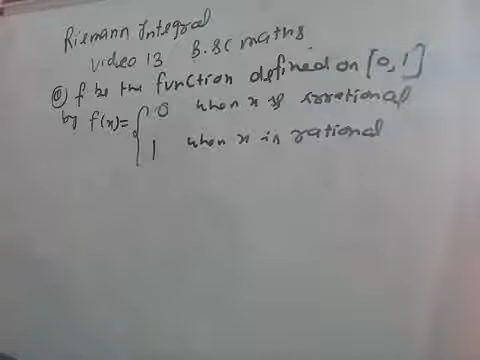 Riemann Integral
video 13 B.sc maths
Q f be the function defined on [0,1]
by f(x)= { 0 when x is irrational
1 when x is rational